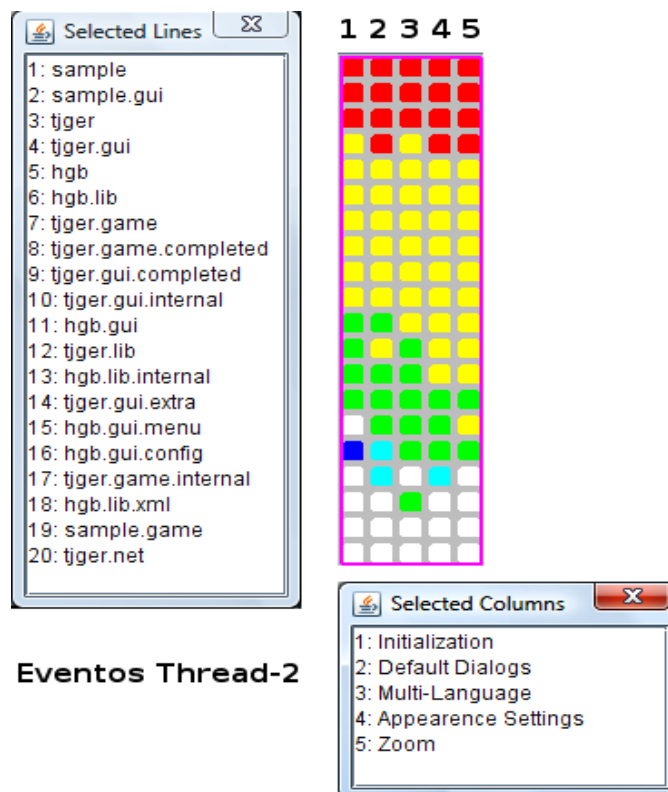 Selected Lines
1: sample
2: sample.gui
3: tjger
4: tjger.gui
5: hgb
6: hgb.lib
7: tjger.game
8: tjger.game.completed
9: tjger.gui.completed
10: tjger.gui.internal
11: hgb.gui
12: tjger.lib
13: hgb.lib.internal
14: tjger.gui.extra
15: hgb.gui.menu
16: hgb.gui.config
17: tjger.game.internal
18: hgb.lib.xml
19: sample.game
20: tjger.net
1 2 3 4 5
Eventos Thread-2
Selected Columns
1: Initialization
2: Default Dialogs
3: Multi-Language
4: Appearence Settings
5: Zoom